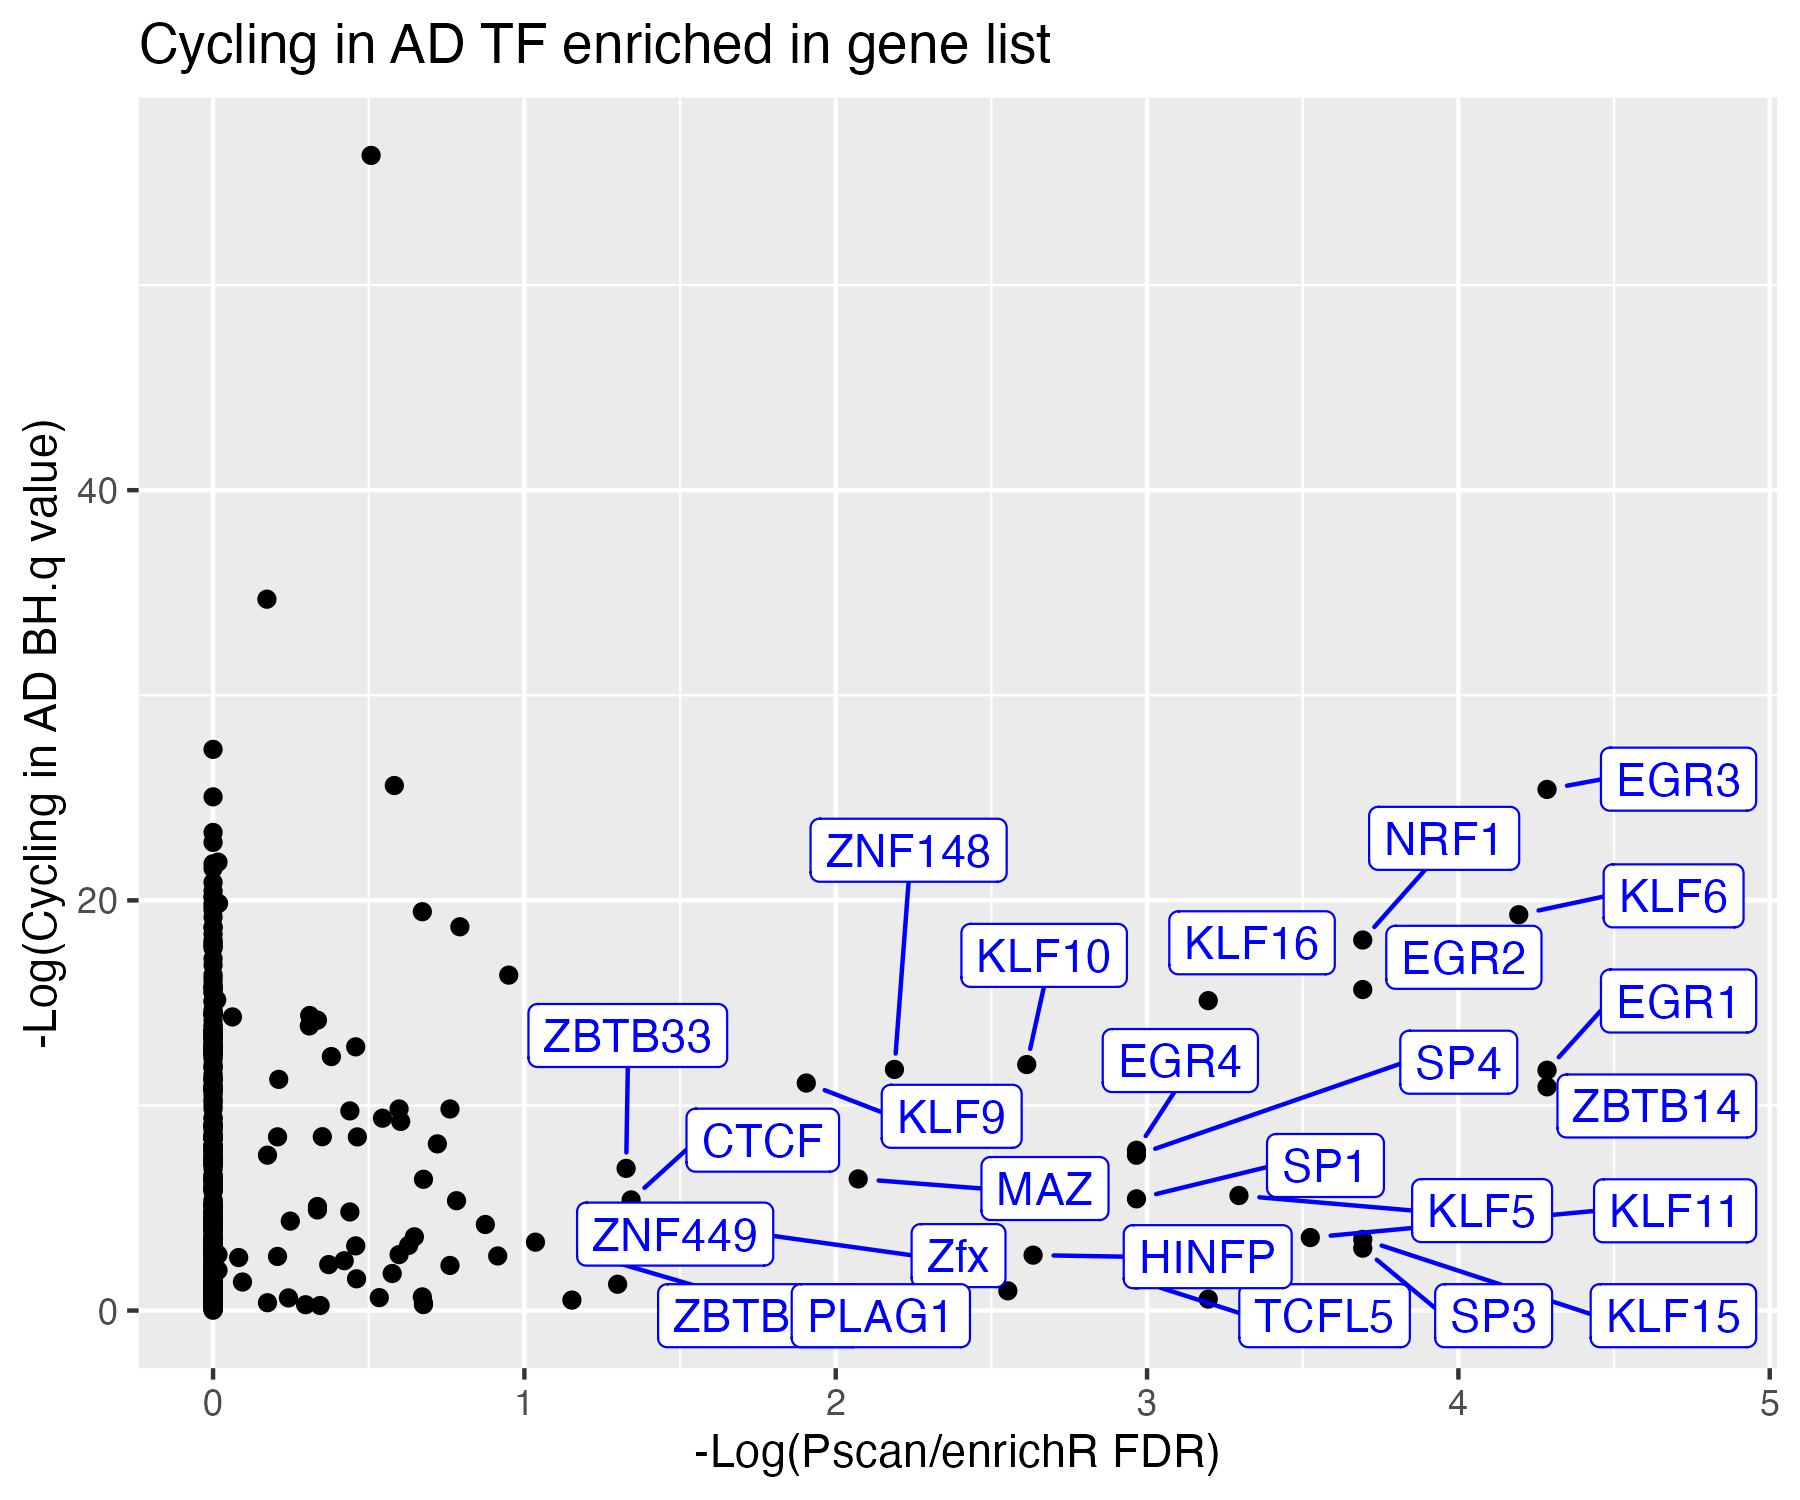 Cycling in AD TF enriched in gene list
-Log(Cycling in AD BH.q value)
40
20
0
EGR3
NRF1
ZNF148
KLF6
KLF16
KLF10
EGR2
EGR1
ZBTB33
EGR4
SP4
ZBTB14
KLF9
CTCF
SP1
MAZ
KLF5
KLF11
ZNF449
Zfx
HINFP
ZBTB
PLAG1
TCFL5
SP3
KLF15
0
1
2
3
4
5
-Log(Pscan/enrichR FDR)